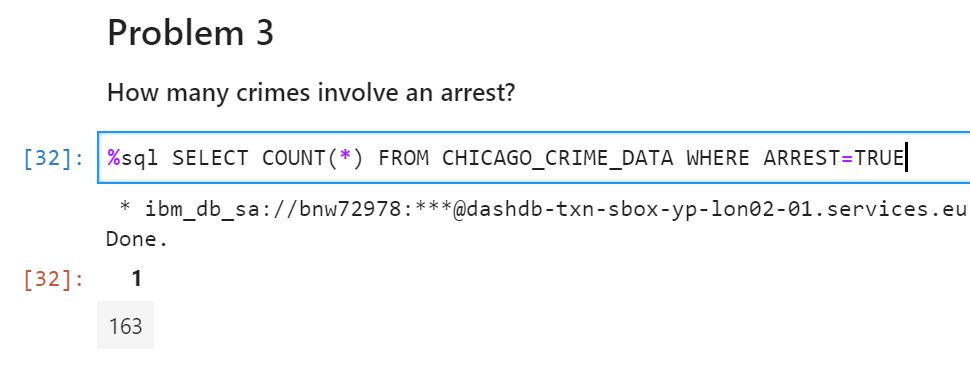 Problem 3
How many crimes involve an arrest?
[32]: %sql SELECT COUNT(*) FROM CHICAGO_CRIME_DATA WHERE ARREST=TRUE
* ibm_db_sa://bnw72978:***@dashdb-txn-sbox-yp-lon02-01.services.eu
Done.
[32]: 1
163